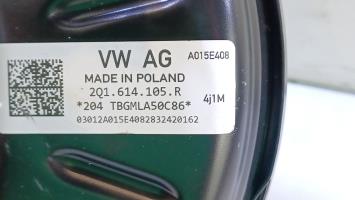 VW AG
A015E408
MADE IN POLAND
2Q1.614.105.R
*204 TBGMLA50C86*
4j1M
03012A015E4082832420162